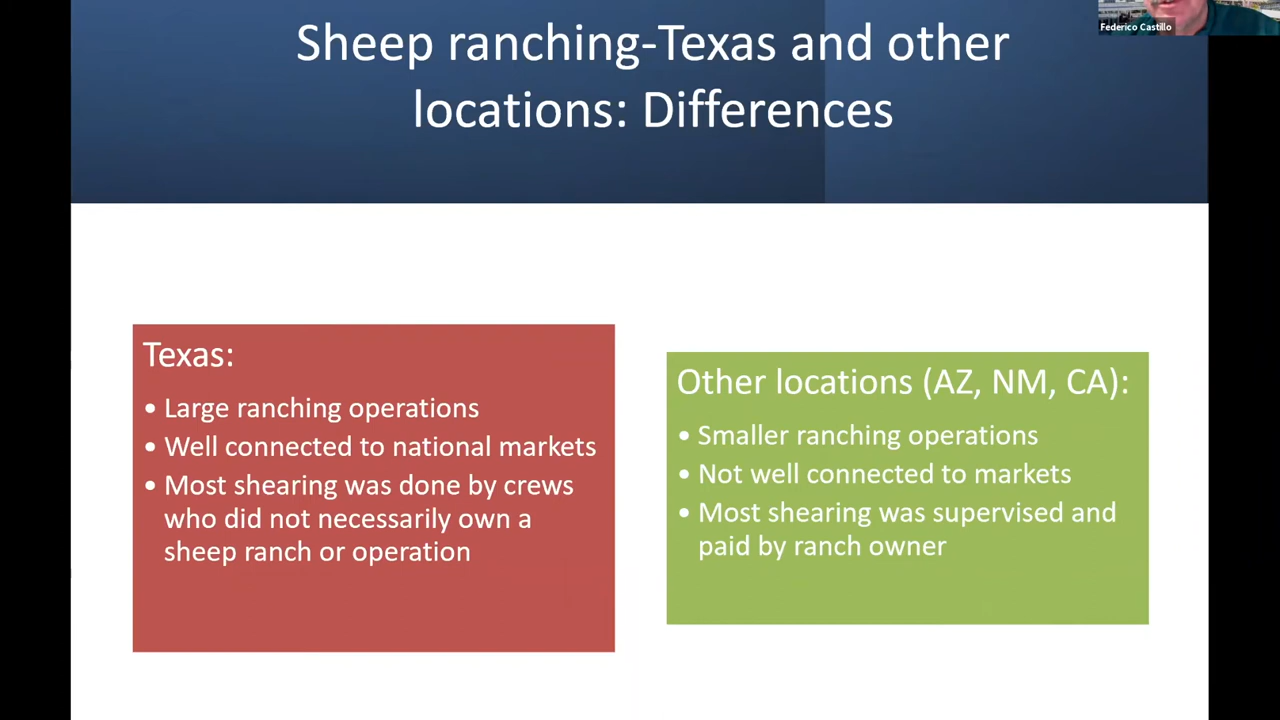 Sheep ranching-Texas and other
locations: Differences
Federico Castillo
Texas:
• Large ranching operations
• Well connected to national markets
• Most shearing was done by crews
who did not necessarily own a
sheep ranch or operation
Other locations (AZ, NM, CA):
• Smaller ranching operations
• Not well connected to markets
• Most shearing was supervised and
paid by ranch owner